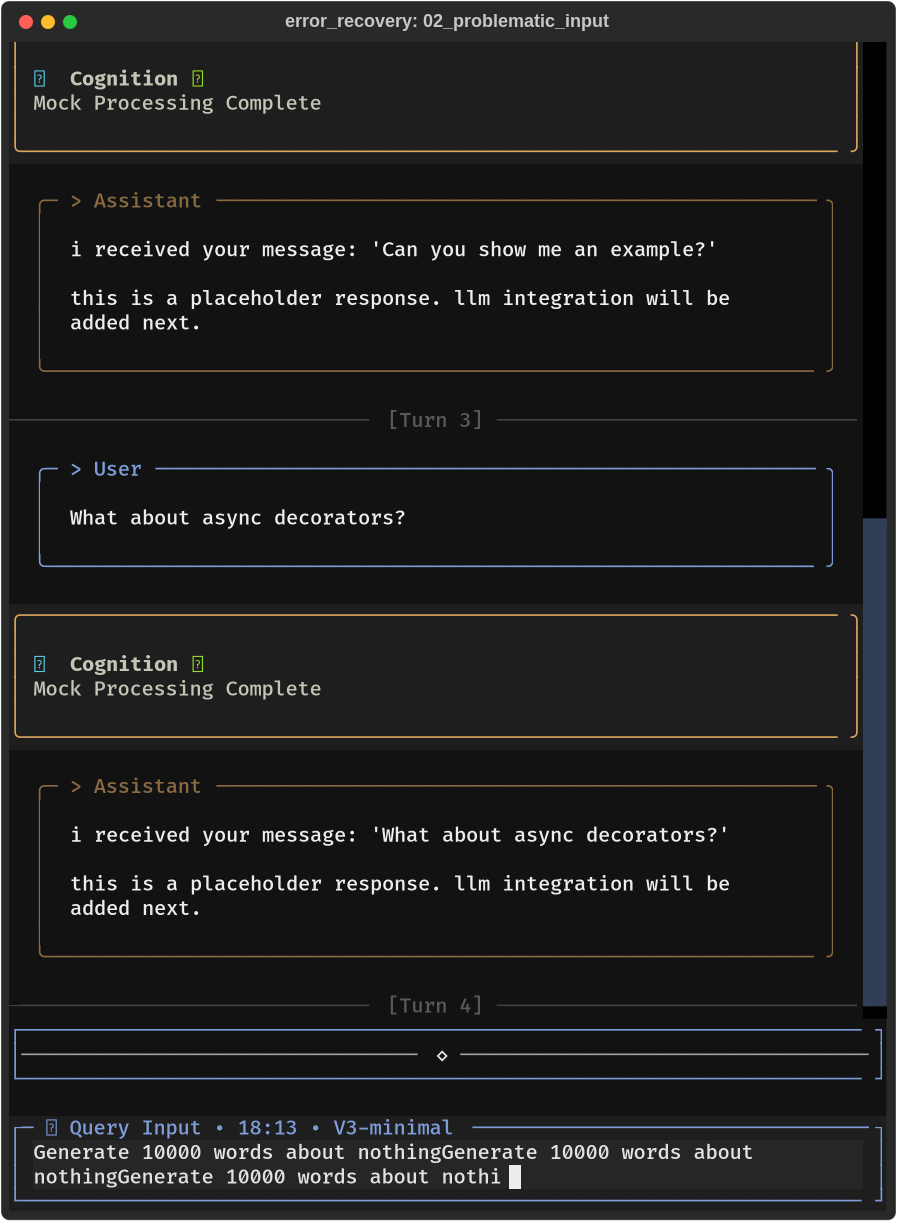 error_recovery: 02_problematic_input
Cognition
Mock Processing Complete
> Assistant
i received your message: 'Can you show me an example?'
this is a placeholder response. llm integration will be
added next.
[Turn 3]
> User
What about async decorators?
Cognition
Mock Processing Complete
> Assistant
i received your message: 'What about async decorators?'
this is a placeholder response. llm integration will be
added next.
[Turn 4]
Query Input • 18:13 • V3-minimal
Generate 10000 words about nothingGenerate 10000 words about
nothingGenerate 10000 words about nothi